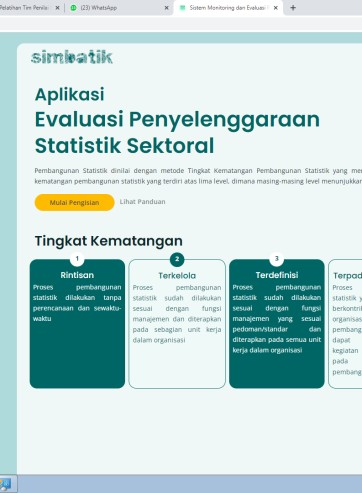 Pelatihan Tim Penilai
(23) WhatsApp
Sistem Monitoring dan Evaluasi
simbatik
Aplikasi
Evaluasi Penyelenggaraan
Statistik Sektoral
Pembangunan Statistik dinilai dengan metode Tingkat Kematangan Pembangunan Statistik yang
kematangan pembangunan statistik yang terdiri atas lima level, dimana masing-masing level menunjukkan
Mulai Pengisian
Lihat Panduan
Tingkat Kematangan
1
Rintisan
Proses pembangunan
statistik dilakukan tanpa
perencanaan dan sewaktu-
waktu
2
Terkelola
Proses pembangunan
statistik sudah dilakukan
sesuai dengan fungsi
manajemen dan diterapkan
pada sebagian unit kerja
dalam organisasi
3
Terdefinisi
Proses pembangunan
statistik sudah dilakukan
sesuai dengan fungsi
manajemen yang sesuai
pedoman/standar dan
diterapkan pada semua unit
kerja dalam organisasi
Terpad
Proses
statistik
berkontri
organisas
pembang
dapat
kegiatan
pada
pembang